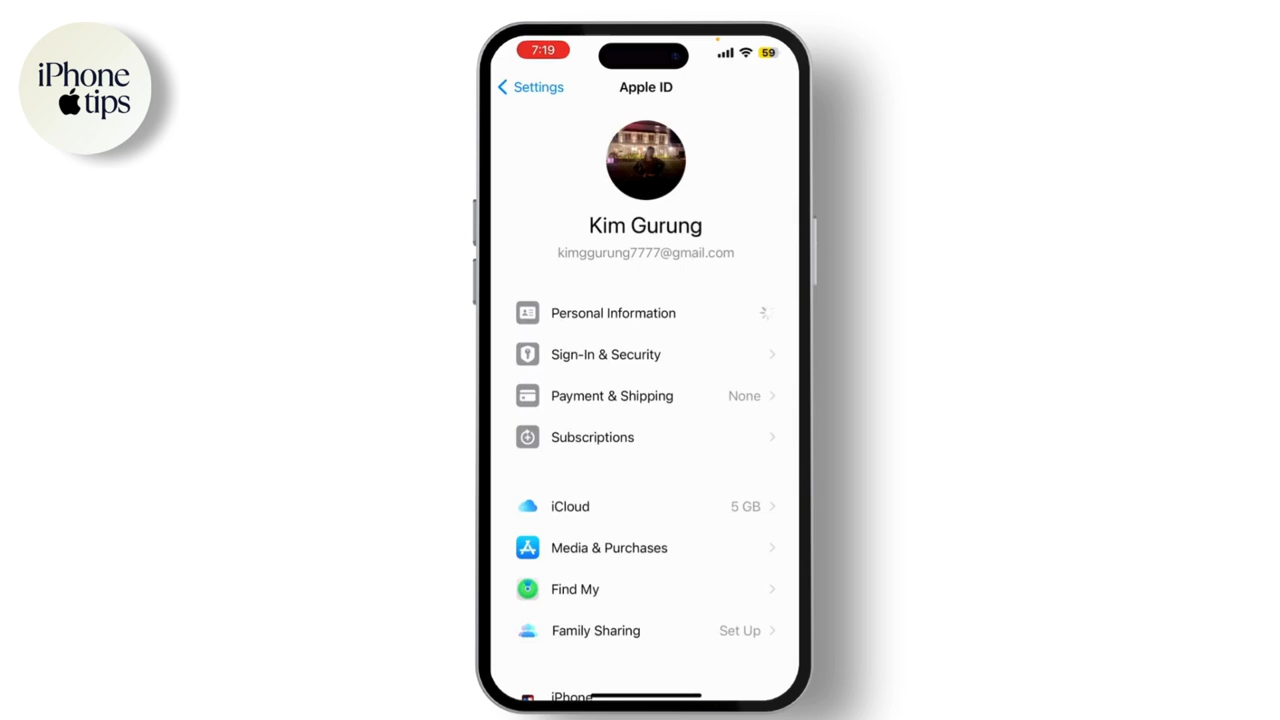 iPhone
tips
7:19
59
Settings
Apple ID
Kim Gurung
kimggurung7777@gmail.com
Personal Information
Sign-In & Security
Payment & Shipping None
Subscriptions
iCloud 5 GB
Media & Purchases
Find My
Family Sharing Set Up
iPhone